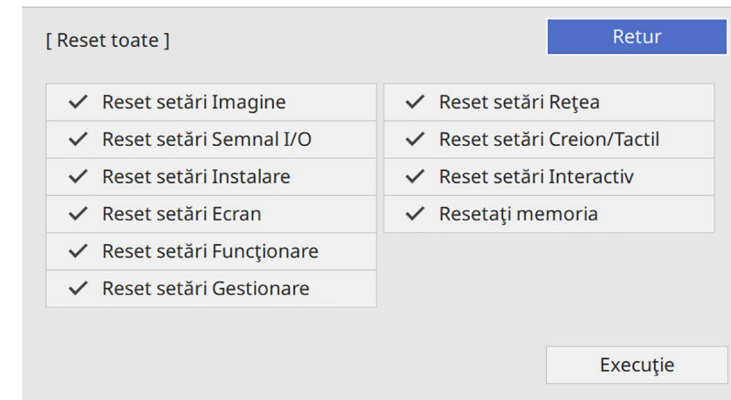 [ Reset toate ]
Retur
Reset setări Imagine
Reset setări Semnal I/O
Reset setări Instalare
Reset setări Ecran
Reset setări Funcţionare
Reset setări Gestionare
Reset setări Reţea
Reset setări Creion/Tactil
Reset setări Interactiv
Resetaţi memoria
Execuţie